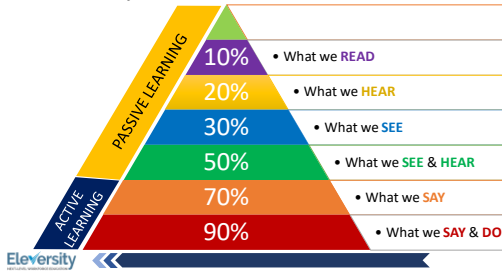 10%
• What we READ
20%
• What we HEAR
30%
• What we SEE
50%
• What we SEE & HEAR
70%
• What we SAY
90%
• What we SAY & DO
PASSIVE LEARNING
ACTIVE
LEARNING
Eleversity